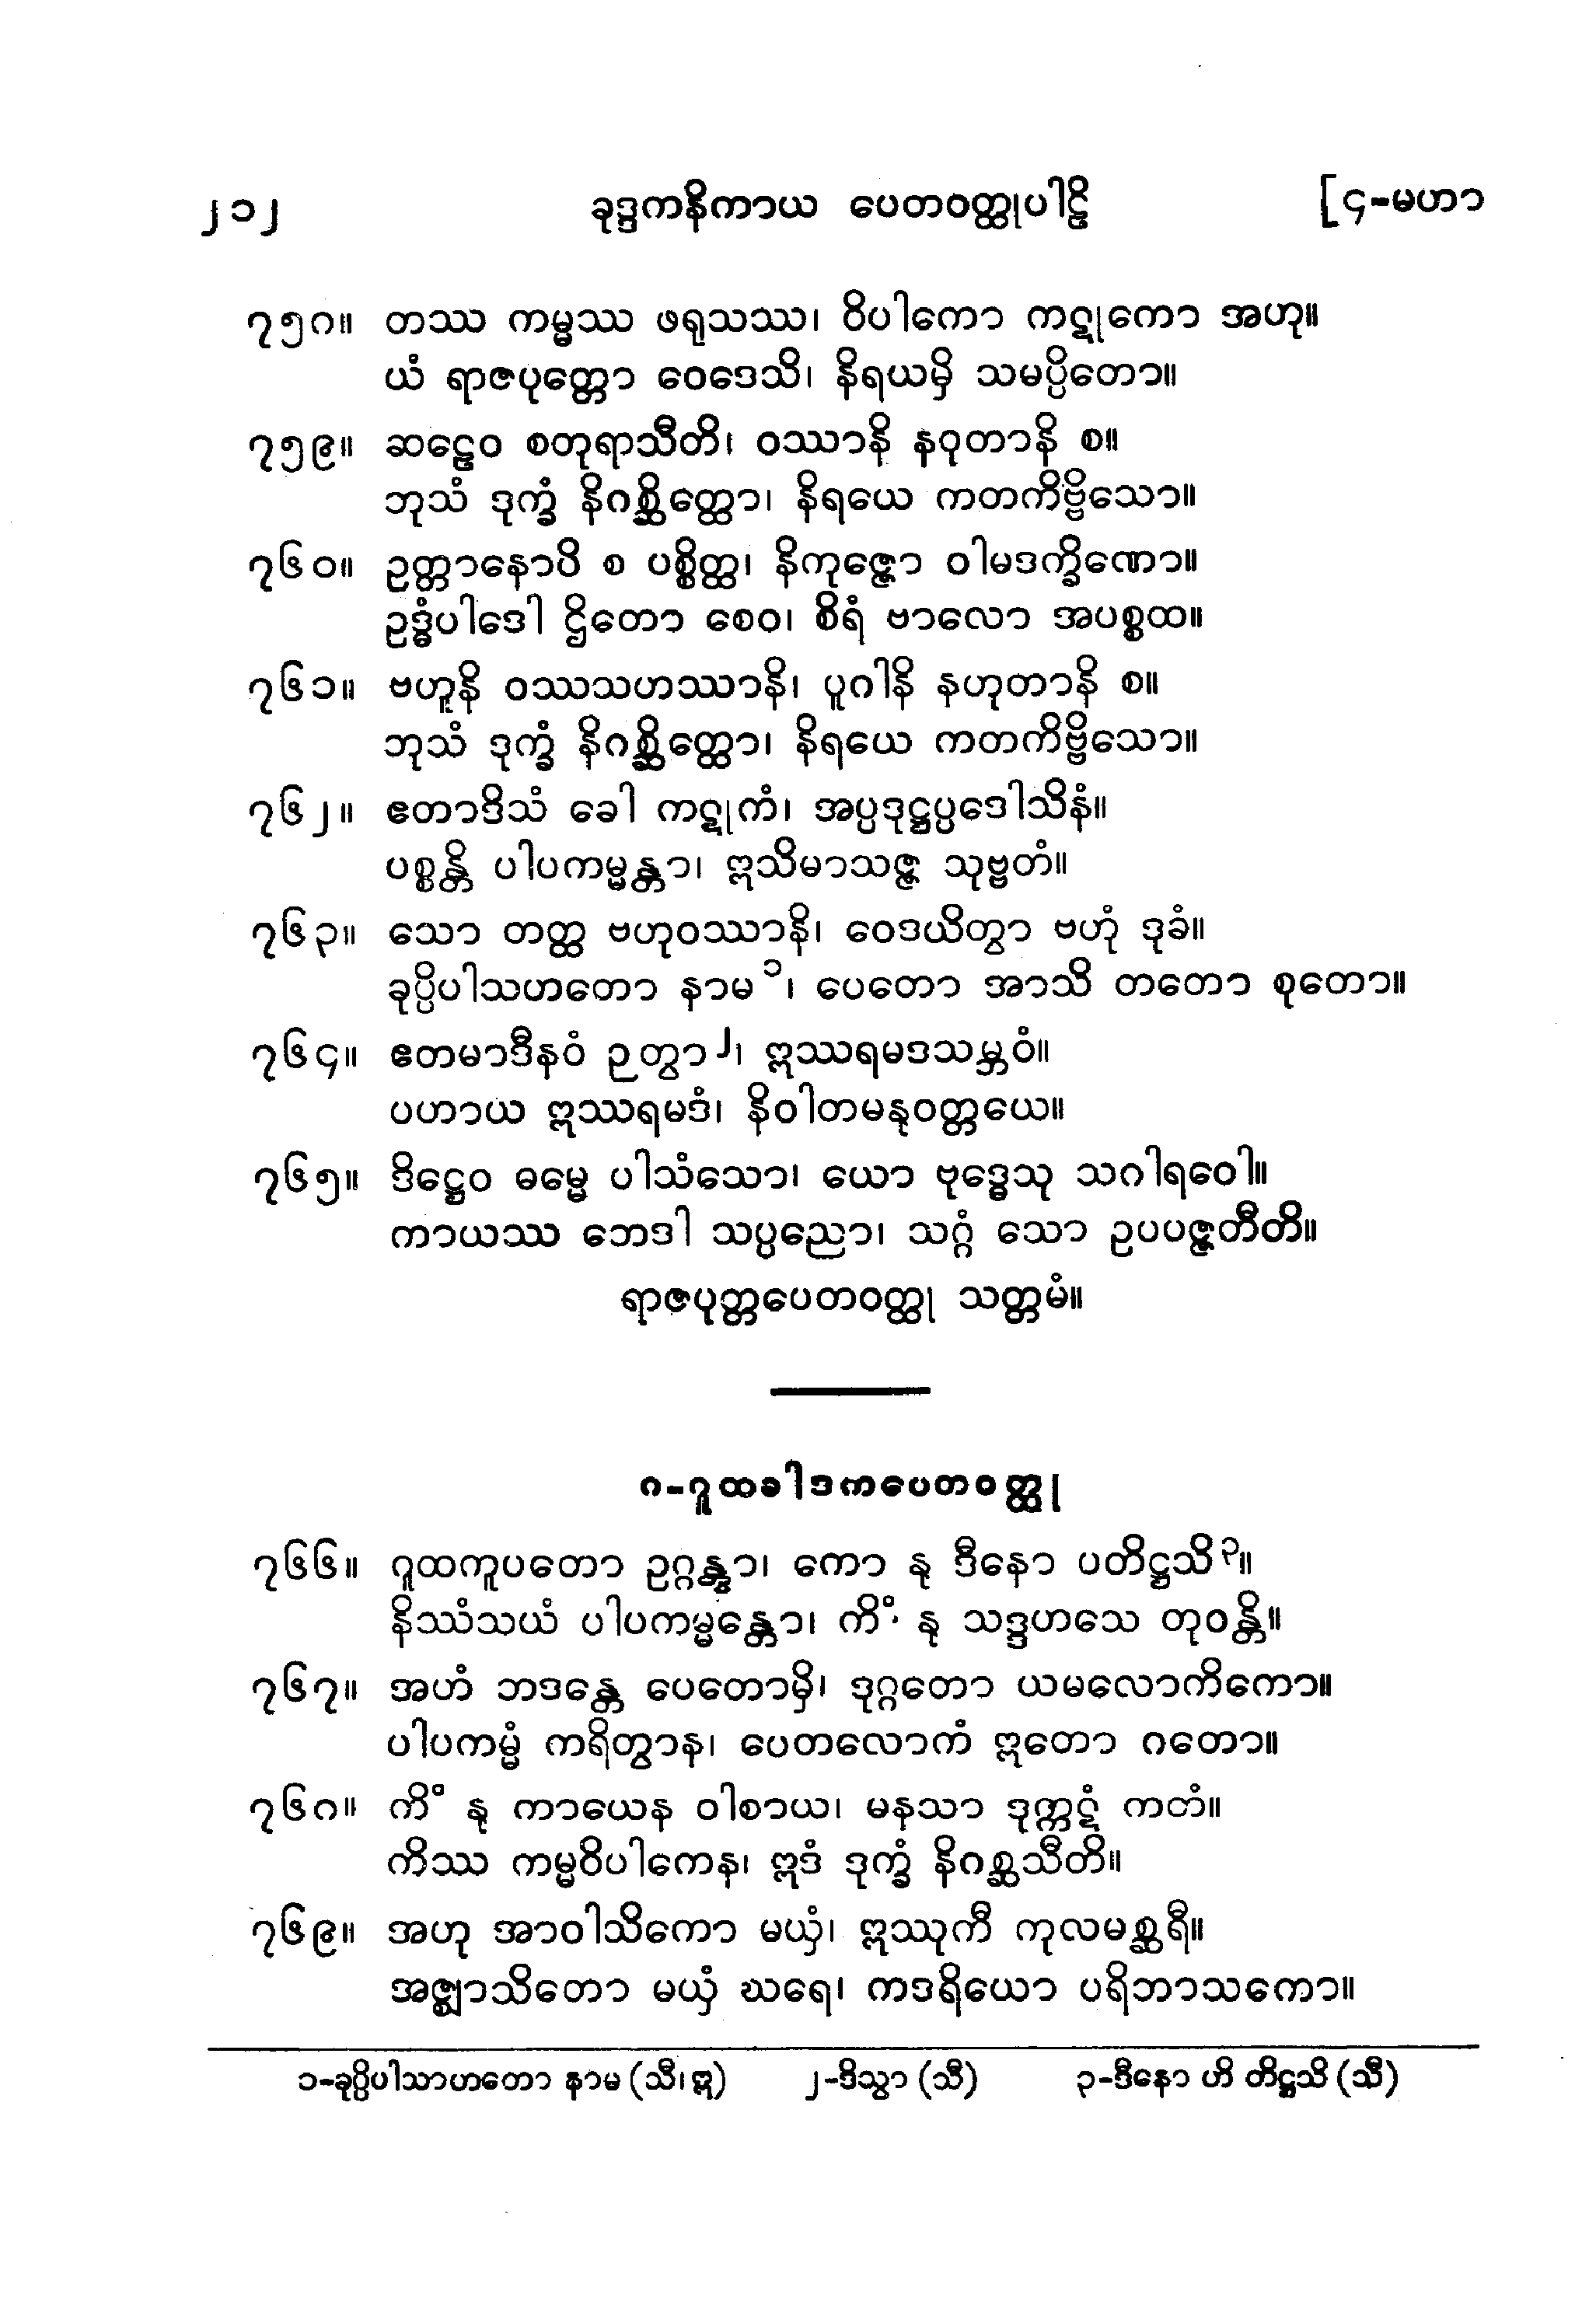 ၂၁၂ ခုဒ္ဒကနိကာယ ပေတဝတ္ထုပါဠိ [၄-မဟာ
၇၅၈။ တဿ ကမ္မဿ ဖရုသဿ၊ ဝိပါကော ကဋုကော အဟု။
ယံ ရာဇပုတ္တော ဝေဒေသိ၊ နိရယမှိ သမပ္ပိတော။
၇၅၉။ ဆဠေဝ စတုရာသီတိ၊ ဝဿာနိ နဝုတာနိ စ။
ဘုသံ ဒုက္ခံ နိဂစ္ဆိတ္ထော၊ နိရယေ ကတကိဗ္ဗိသော။
၇၆၀။ ဥတ္တာနောပိ စ ပစ္စိတ္ထ၊ နိကုဇ္ဇော ဝါမဒက္ခိဏော။
ဥဒ္ဓံပါဒေါ ဌိတော စေဝ၊ စိရံ ဗာလော အပစ္စထ။
၇၆၁။ ဗဟူနိ ဝဿသဟဿာနိ၊ ပူဂါနိ နဟုတာနိ စ။
ဘုသံ ဒုက္ခံ နိဂစ္ဆိတ္ထော၊ နိရယေ ကတကိဗ္ဗိသော။
၇၆၂။ ဧတာဒိသံ ခေါ ကဋုကံ၊ အပ္ပဒုဋ္ဌပ္ပဒေါသိနံ။
ပစ္စန္တိ ပါပကမ္မန္တာ၊ ဣသိမာသဇ္ဇ သုဗ္ဗတံ။
၇၆၃။ သော တတ္ထ ဗဟုဝဿာနိ၊ ဝေဒယိတွာ ဗဟုံ ဒုခံ။
ခုပ္ပိပါသဟတော နာမ ၁၊ ပေတော အာသိ တတော စုတော။
၇၆၄။ ဧတမာဒီနဝံ ဉတွာ ၂၊ ဣဿရမဒသမ္ဘဝံ။
ပဟာယ ဣဿရမဒံ၊ နိဝါတမနုဝတ္တယေ။
၇၆၅။ ဒိဋ္ဌေဝ ဓမ္မေ ပါသံသော၊ ယော ဗုဒ္ဓေသု သဂါရဝေါ။
ကာယဿ ဘေဒါ သပ္ပညော၊ သဂ္ဂံ သော ဥပပဇ္ဇတီတိ။
ရာဇပုတ္တပေတဝတ္ထု သတ္တမံ။
၈-ဂူထခါဒကပေတဝတ္ထု
၇၆၆။ ဂူထကူပတော ဥဂ္ဂန္တွာ၊ ကော နု ဒီနော ပတိဋ္ဌသိ ၃။
နိဿံသယံ ပါပကမ္မန္တော၊ ကိံ နု သဒ္ဒဟသေ တုဝန္တိ။
၇၆၇။ အဟံ ဘဒန္တေ ပေတောမှိ၊ ဒုဂ္ဂတော ယမလောကိကော။
ပါပကမ္မံ ကရိတွာန၊ ပေတလောကံ ဣတော ဂတော။
၇၆၈။ ကိံ နု ကာယေန ဝါစာယ၊ မနသာ ဒုက္ကဋံ ကတံ။
ကိဿ ကမ္မဝိပါကေန၊ ဣဒံ ဒုက္ခံ နိဂစ္ဆသီတိ။
၇၆၉။ အဟု အာဝါသိကော မယှံ၊ ဣဿုကီ ကုလမစ္ဆရီ။
အဇ္ဈာသိတော မယှံ ဃရေ၊ ကဒရိယော ပရိဘာသကော။
၁-ခုပ္ပိပါသာဟတော နာမ (သီ၊ဣ) ၂-ဒိသွာ (သီ) ၃-ဒီနော ဟိ တိဋ္ဌသိ (သီ)